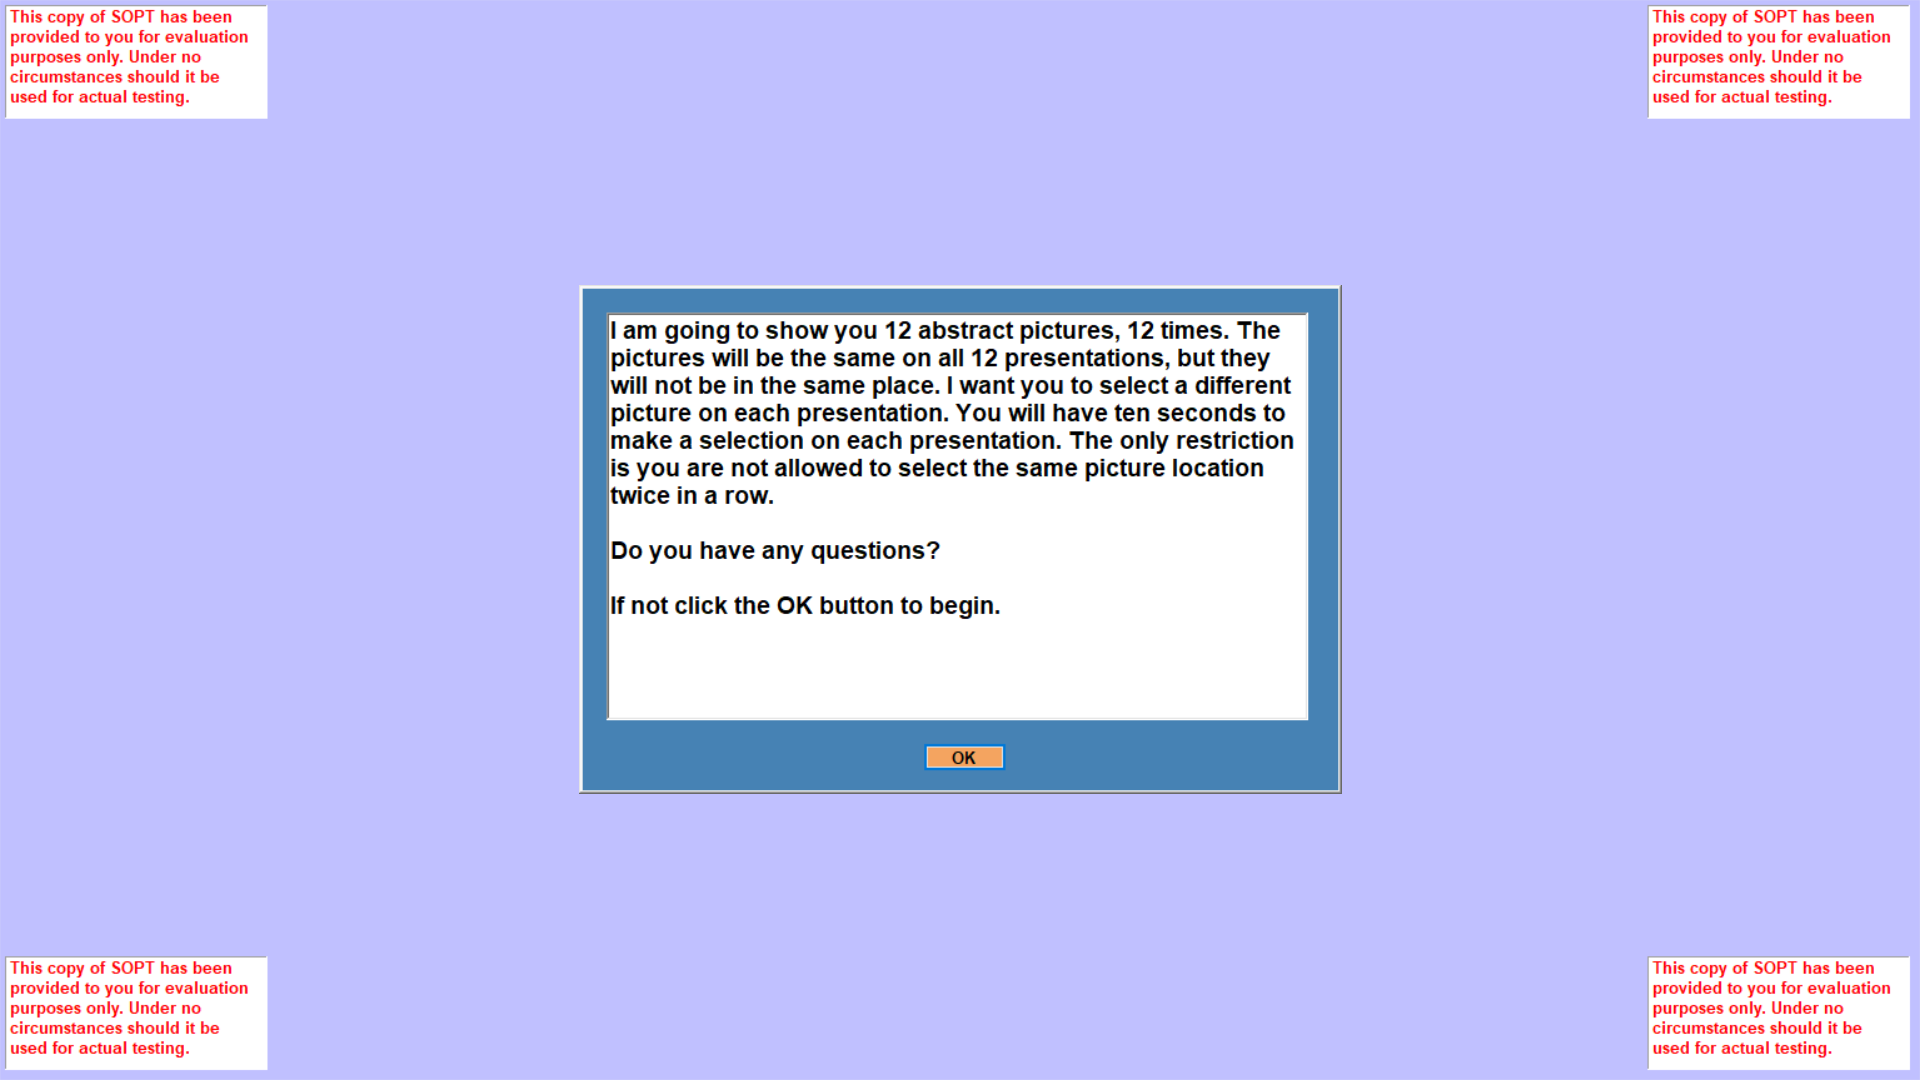 This copy of SOPT has been
provided to you for evaluation
purposes only. Under no
circumstances should it be
used for actual testing.
This copy of SOPT has been
provided to you for evaluation
purposes only. Under no
circumstances should it be
used for actual testing.
I am going to show you 12 abstract pictures, 12 times. The
pictures will be the same on all 12 presentations, but they
will not be in the same place. I want you to select a different
picture on each presentation. You will have ten seconds to
make a selection on each presentation. The only restriction
is you are not allowed to select the same picture location
twice in a row.
Do you have any questions?
If not click the OK button to begin.
OK
This copy of SOPT has been
provided to you for evaluation
purposes only. Under no
circumstances should it be
used for actual testing.
This copy of SOPT has been
provided to you for evaluation
purposes only. Under no
circumstances should it be
used for actual testing.